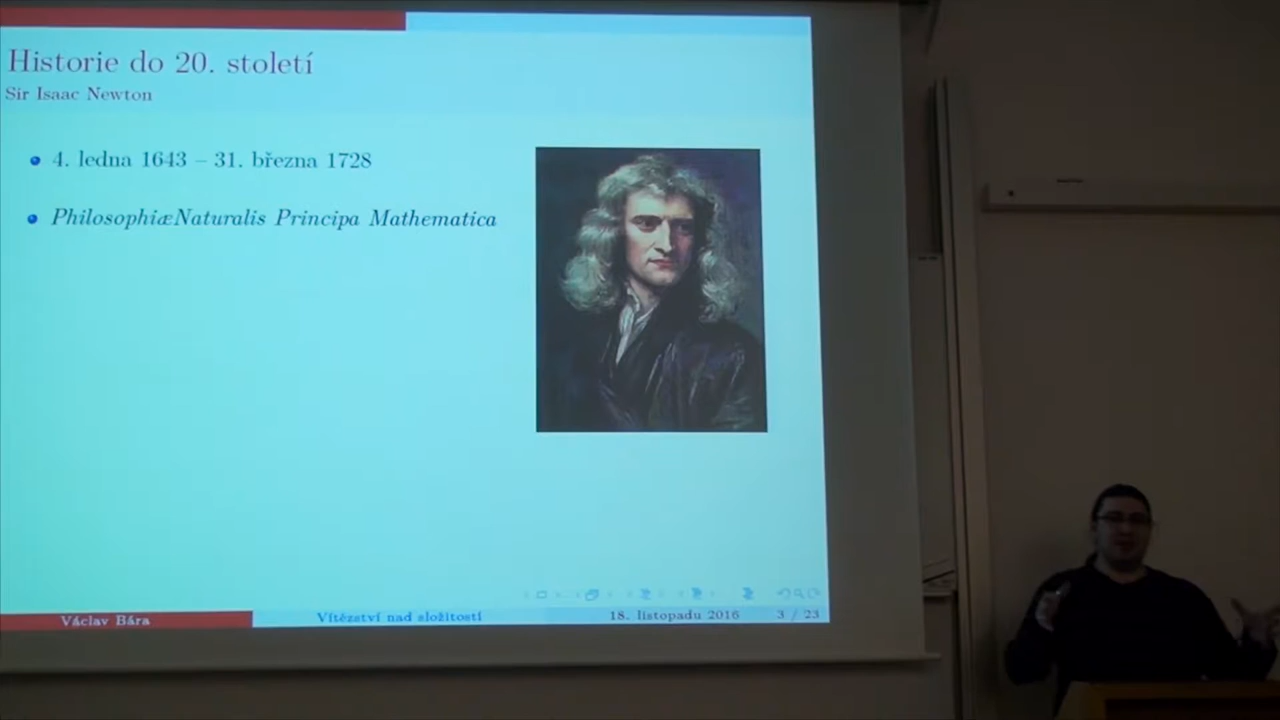 Historie do 20. století
Sir Isaac Newton
4. ledna 1643 – 31. března 1728
PhilosophiæNaturalis Principa Mathematica
Václav Bára
Vítězství nad složitostí
18. listopadu 2016
3 / 23